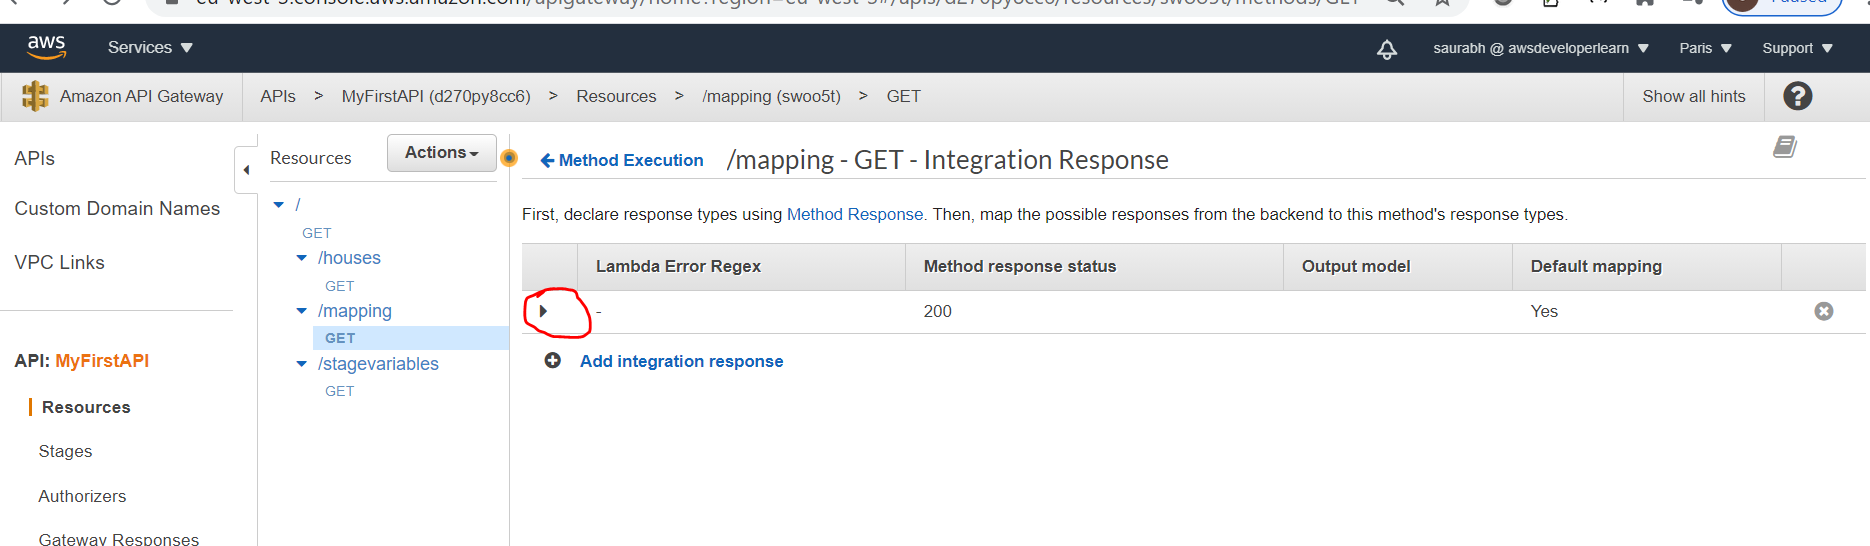 Paused
aws Services saurabh @ awsdeveloperlearn Paris Support
Amazon API Gateway APIs > MyFirstAPI (d270py8cc6) > Resources > /mapping (swoo5t) > GET Show all hints ?
APIs
Custom Domain Names
VPC Links
API: MyFirstAPI
Resources
Stages
Authorizers
Gateway Responses
Resources Actions
/
GET
/houses
GET
/mapping
GET
/stagevariables
GET
Method Execution /mapping - GET - Integration Response
First, declare response types using Method Response. Then, map the possible responses from the backend to this method's response types.
Lambda Error Regex Method response status Output model Default mapping
- 200 Yes
Add integration response